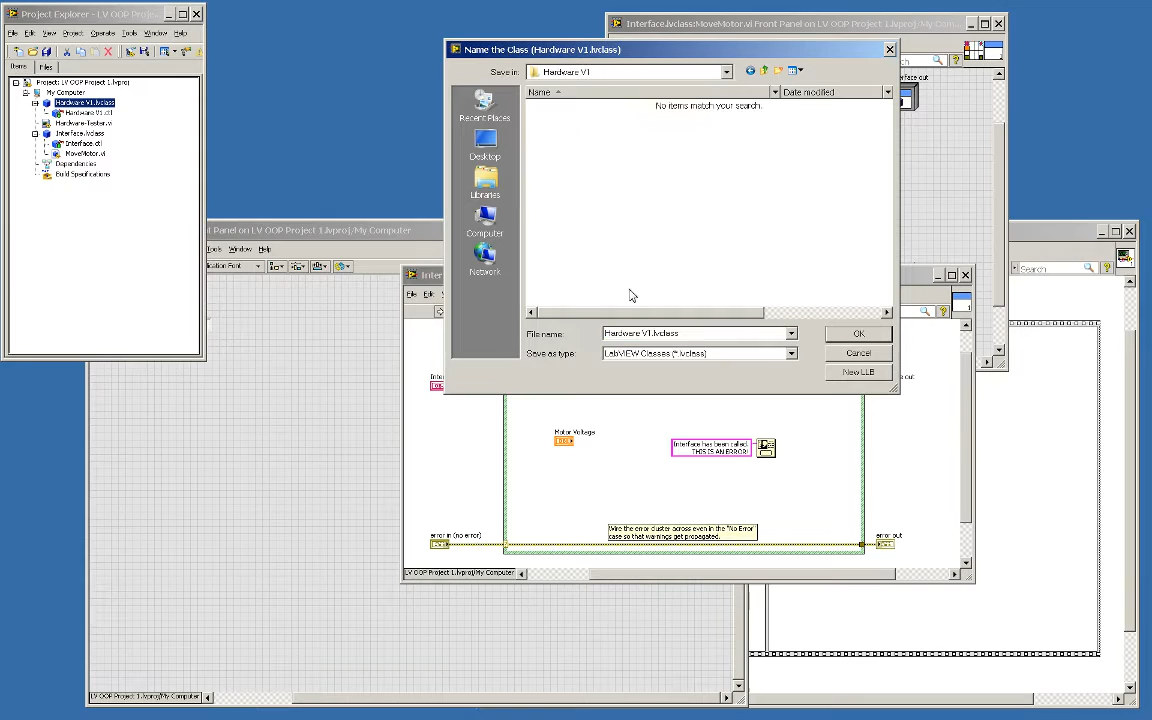 Project Explorer - LV OOP Project 1.lvproj...
File Edit View Project Operate Tools Window Help
Items Files
Project: LV OOP Project 1.lvproj
My Computer
Hardware V1.lvclass
Hardware V1.ctl
Hardware-Tester.vi
Interface.lvclass
Interface.ctl
MoveMotor.vi
Dependencies
Build Specifications
Interface.lvclass:MoveMotor.vi Front Panel on LV OOP Project 1.lvproj/My Com...
Search
Name the Class (Hardware V1.lvclass)
Save in: Hardware V1
Name Date modified
No items match your search.
Recent Places
Desktop
Libraries
Computer
Network
File name: Hardware V1.lvclass OK
Save as type: LabVIEW Classes (*.lvclass) Cancel
New LLB
nt Panel on LV OOP Project 1.lvproj/My Computer
Tools Window Help
Search
Inter
File Edit
Motor Voltage
Interface has been called.
THIS IS AN ERROR!
Wire the error cluster across even in the "No Error"
case so that warnings get propagated.
error in (no error) error out
LV OOP Project 1.lvproj/My Computer
LV OOP Project 1.lvproj/My Computer